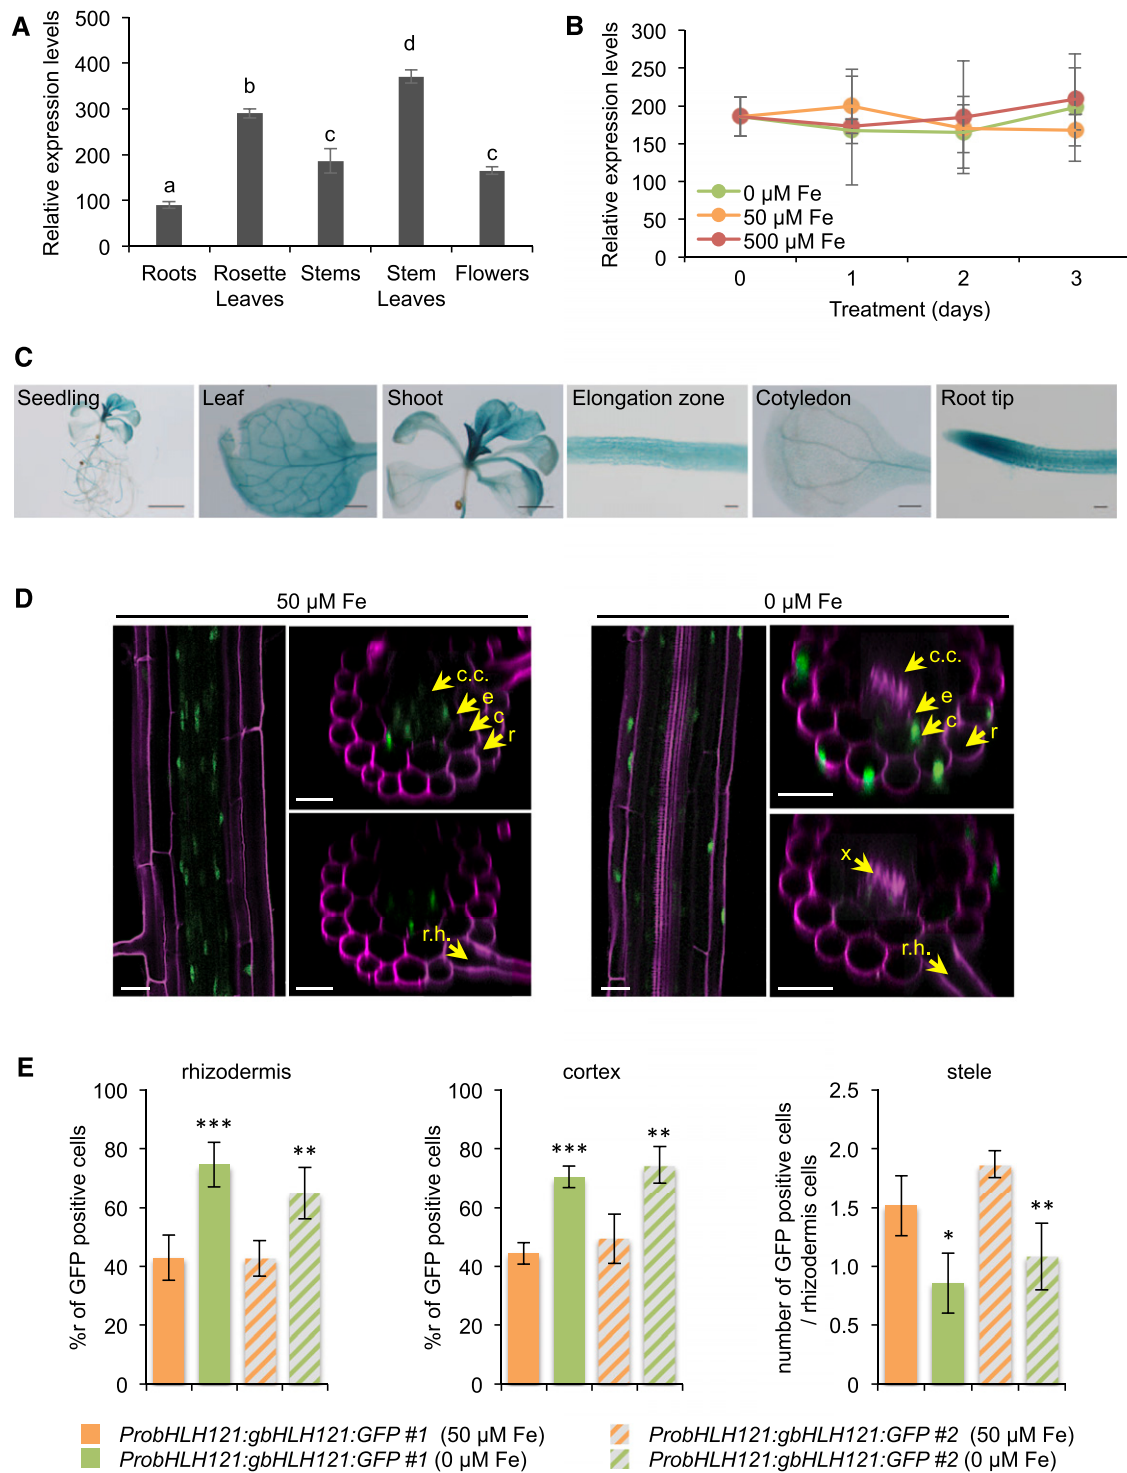 A
Relative expression levels
500
400
300
200
100
0
a
b
c
d
c
Roots
Rosette
Leaves
Stems
Stem
Leaves
Flowers
B
Relative expression levels
300
250
200
150
100
50
0
0 µM Fe
50 µM Fe
500 µM Fe
0
1
2
3
Treatment (days)
C
Seedling
Leaf
Shoot
Elongation zone
Cotyledon
Root tip
D
50 µM Fe
0 µM Fe
c.c.
e
c
r
r.h.
c.c.
e
c
r
x
r.h.
E
rhizodermis
%r of GFP positive cells
100
80
60
40
20
0
***
**
cortex
%r of GFP positive cells
100
80
60
40
20
0
***
**
stele
number of GFP positive cells
/ rhizodermis cells
2.5
2.0
1.5
1.0
0.5
0
*
**
ProbHLH121:gbHLH121:GFP #1 (50 µM Fe)
ProbHLH121:gbHLH121:GFP #1 (0 µM Fe)
ProbHLH121:gbHLH121:GFP #2 (50 µM Fe)
ProbHLH121:gbHLH121:GFP #2 (0 µM Fe)